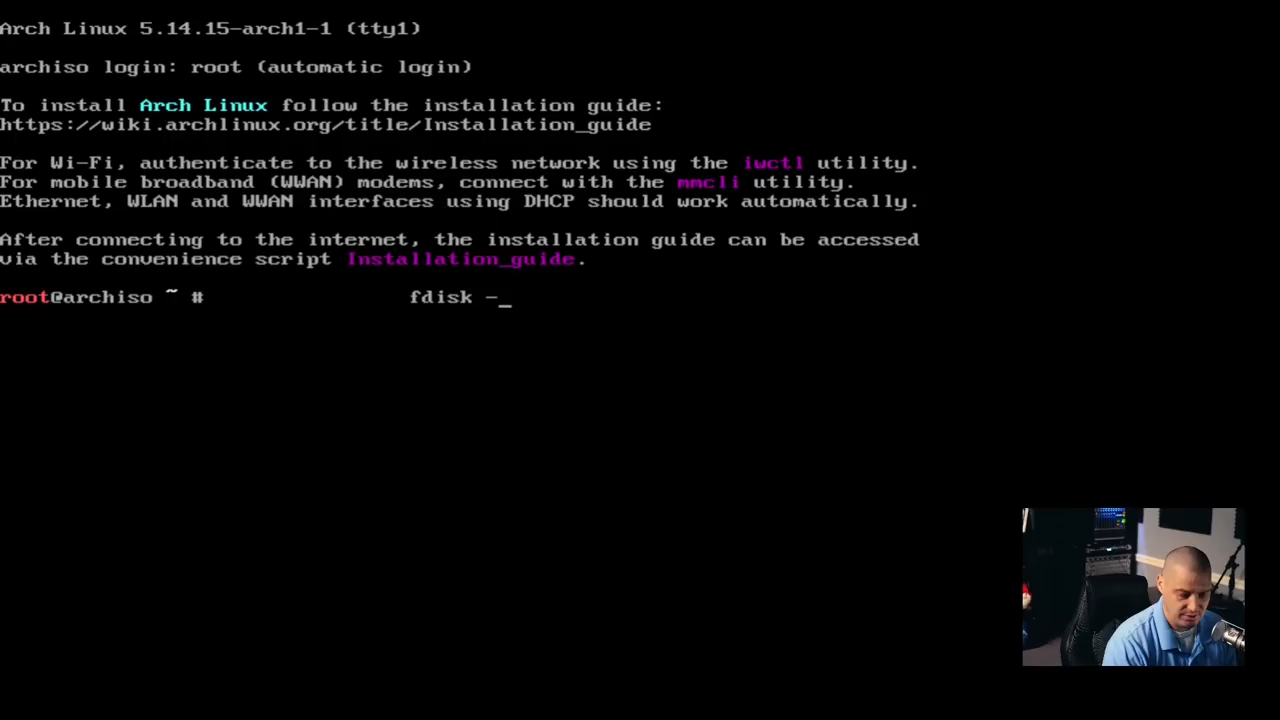 Arch Linux 5.14.15-arch1-1 (tty1)
archiso login: root (automatic login)
To install Arch Linux follow the installation guide:
https://wiki.archlinux.org/title/Installation_guide
For Wi-Fi, authenticate to the wireless network using the iwctl utility.
For mobile broadband (WWAN) modems, connect with the mmcli utility.
Ethernet, WLAN and WWAN interfaces using DHCP should work automatically.
After connecting to the internet, the installation guide can be accessed
via the convenience script Installation_guide.
root@archiso ~ # fdisk -_